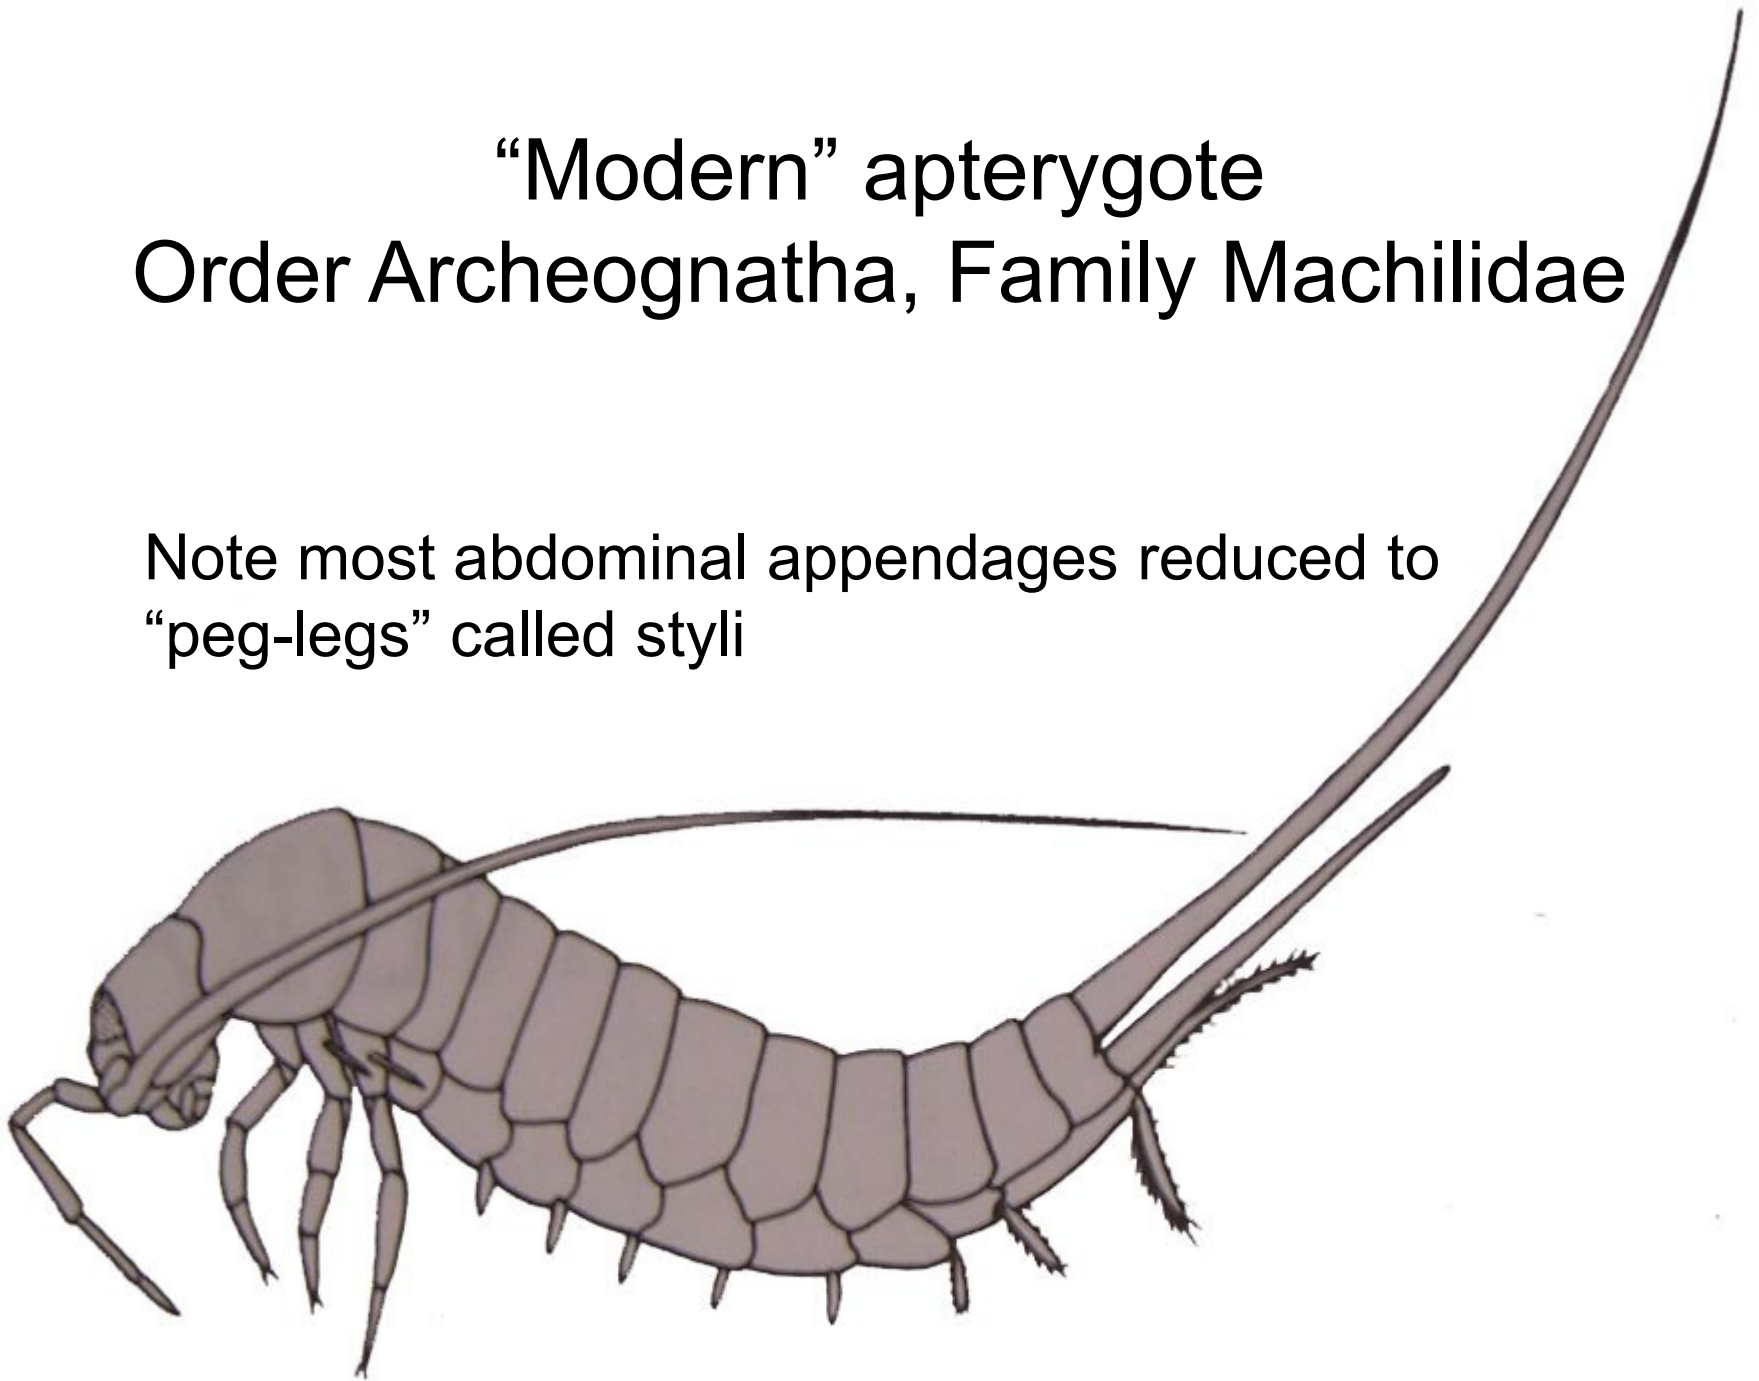 “Modern” apterygote
Order Archeognatha, Family Machilidae
Note most abdominal appendages reduced to
“peg-legs” called styli